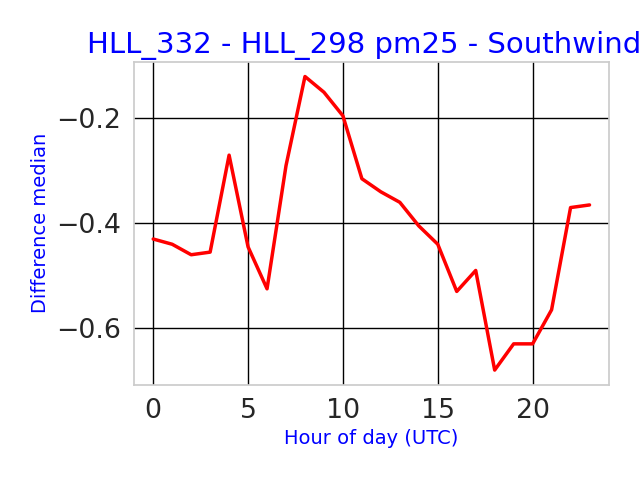 HLL_332 - HLL_298 pm25 - Southwind
Difference median
−0.2
−0.4
−0.6
0 5 10 15 20
Hour of day (UTC)